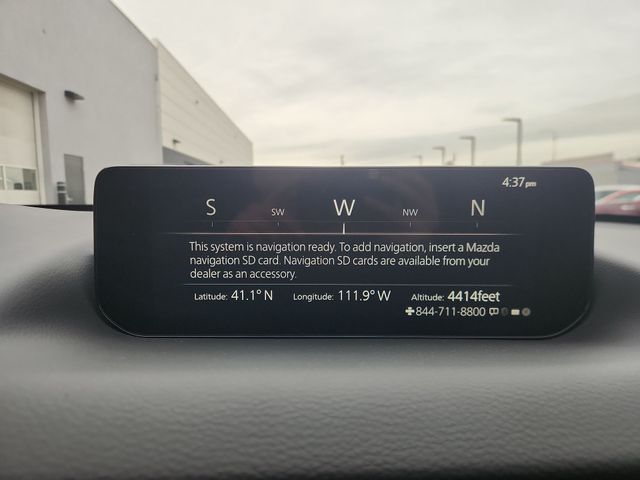 4:37pm
S SW W NW N
This system is navigation ready. To add navigation, insert a Mazda
navigation SD card. Navigation SD cards are available from your
dealer as an accessory.
Latitude: 41.1° N Longitude: 111.9° W Altitude: 4414feet
844-711-8800